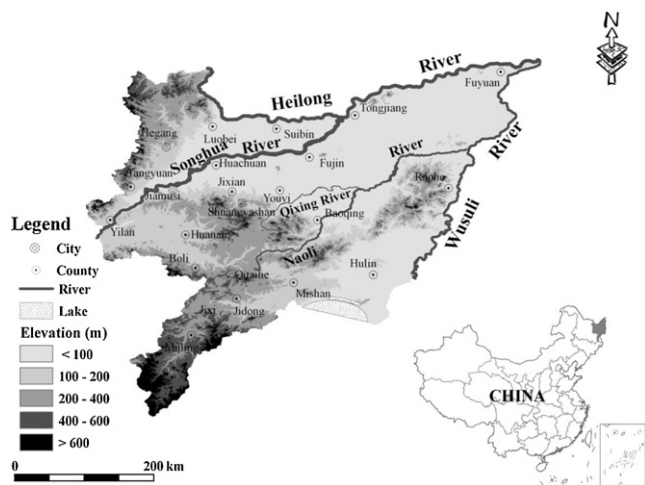 N
Heilong River
Fuyuan
Tongjiang
Hegang
Luobei
Suibin
Songhua River
River
Tangyuan
Huachuan
Fujin
Jiamusi
Jixian
Youyi
Raohe
Shuangyashan
Qixing River
Baoqing
Yilan
Huanan
Naoli
Wusuli River
Boli
Qitaihe
Hulin
Mishan
Jixi
Jidong
Muling
Legend
City
County
River
Lake
Elevation (m)
< 100
100 - 200
200 - 400
400 - 600
> 600
0 200 km
CHINA